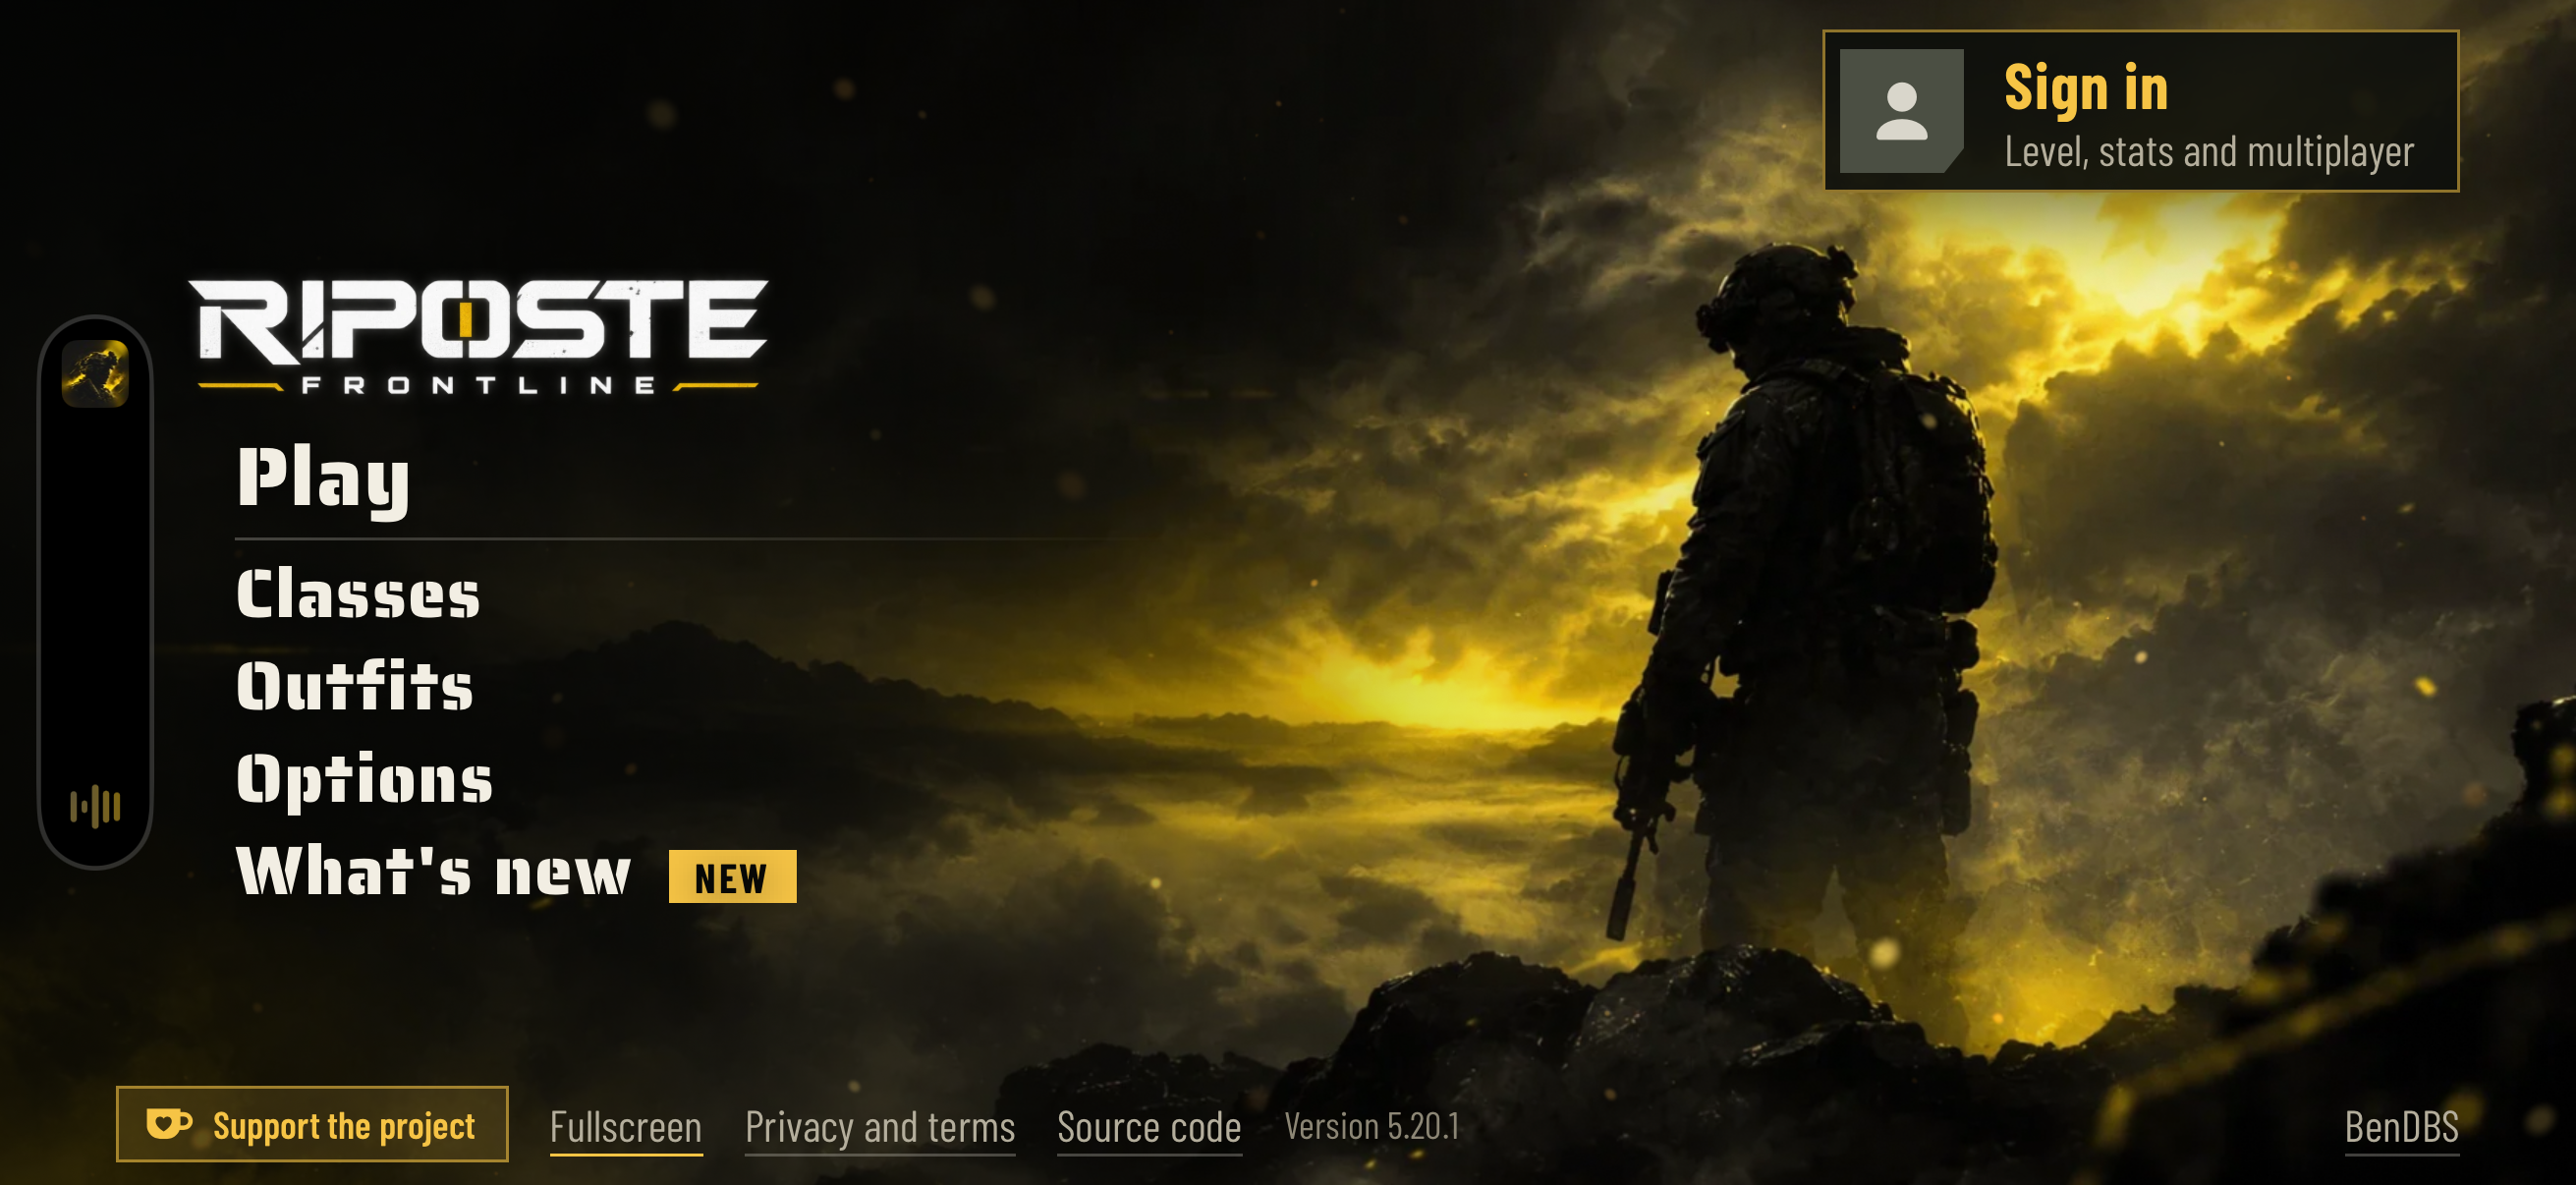 Sign in
Level, stats and multiplayer
RIPOSTE
FRONTLINE
Play
Classes
Outfits
Options
What's new NEW
Support the project Fullscreen Privacy and terms Source code Version 5.20.1 BenDBS